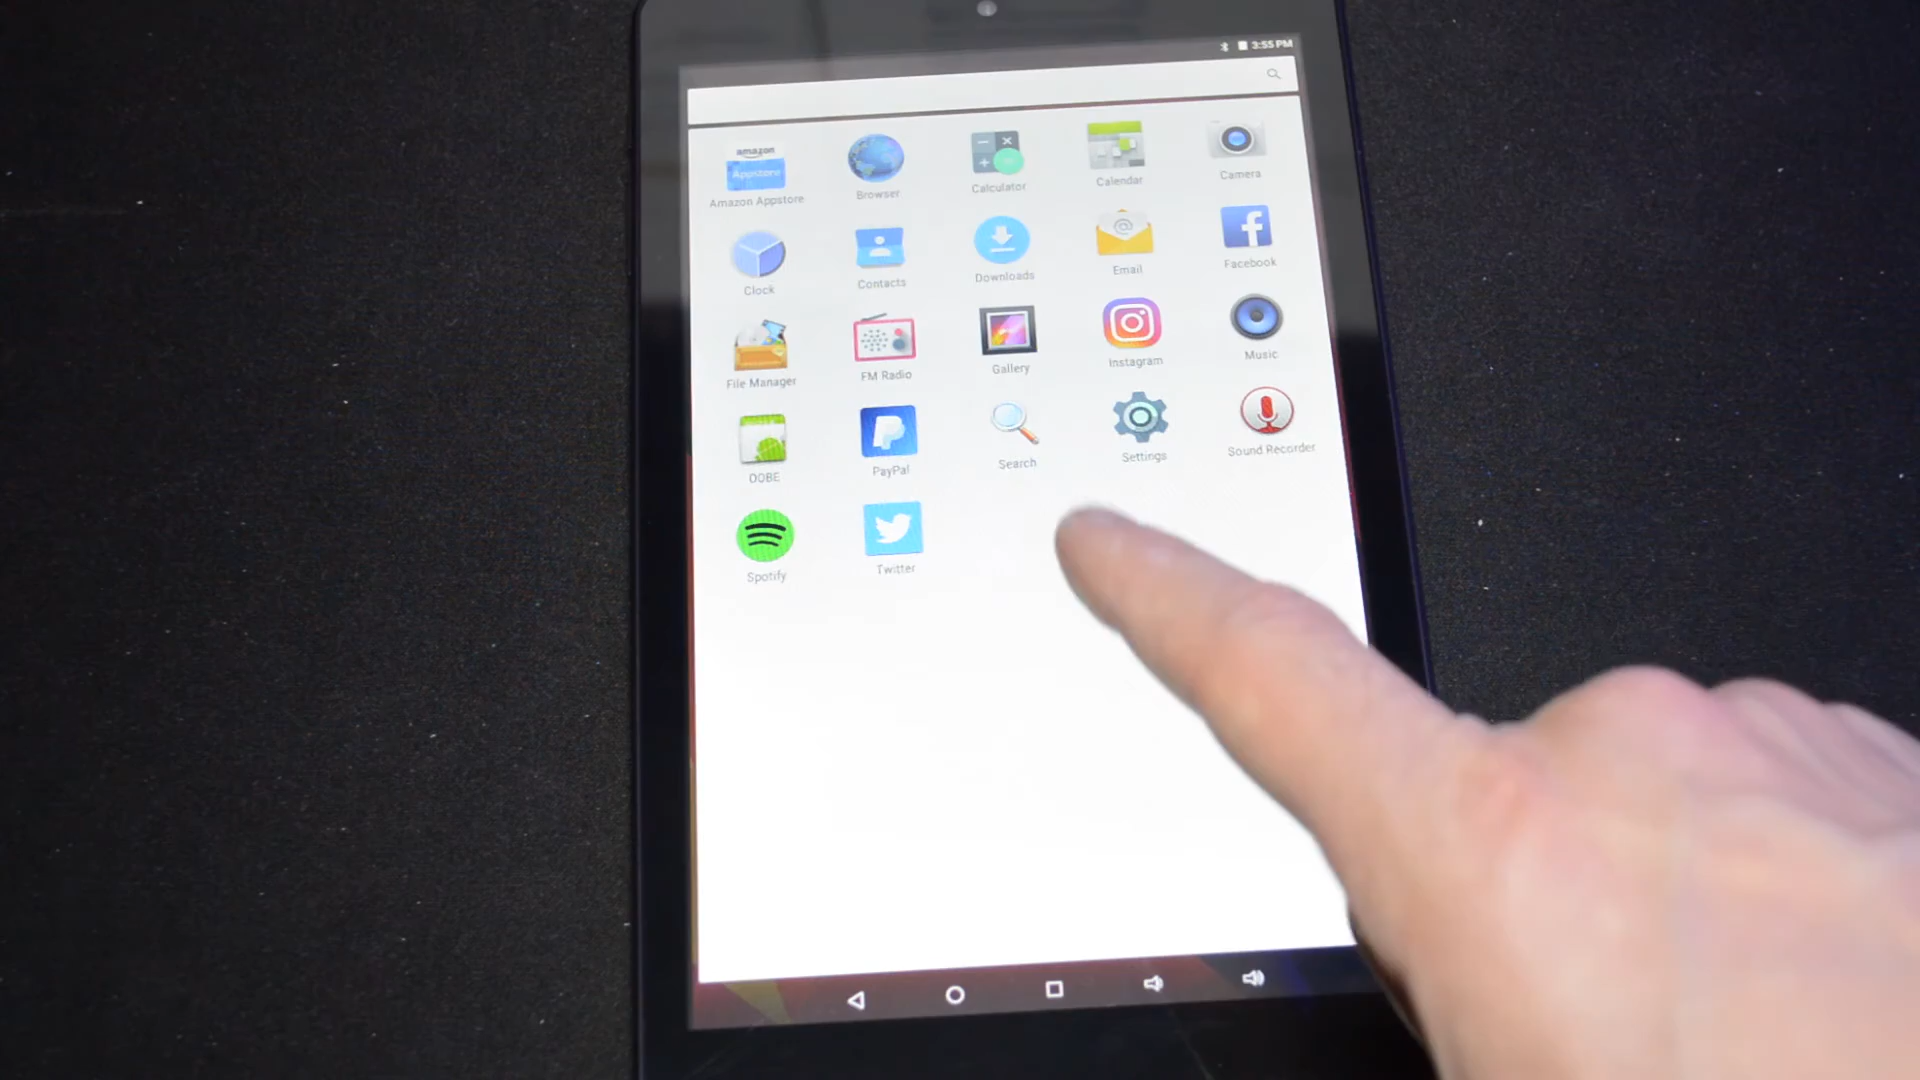 3:55 PM
amazon
Appstore
Amazon Appstore
Browser
Calculator
Calendar
Camera
Clock
Contacts
Downloads
Email
Facebook
File Manager
FM Radio
Gallery
Instagram
Music
OOBE
PayPal
Search
Settings
Sound Recorder
Spotify
Twitter